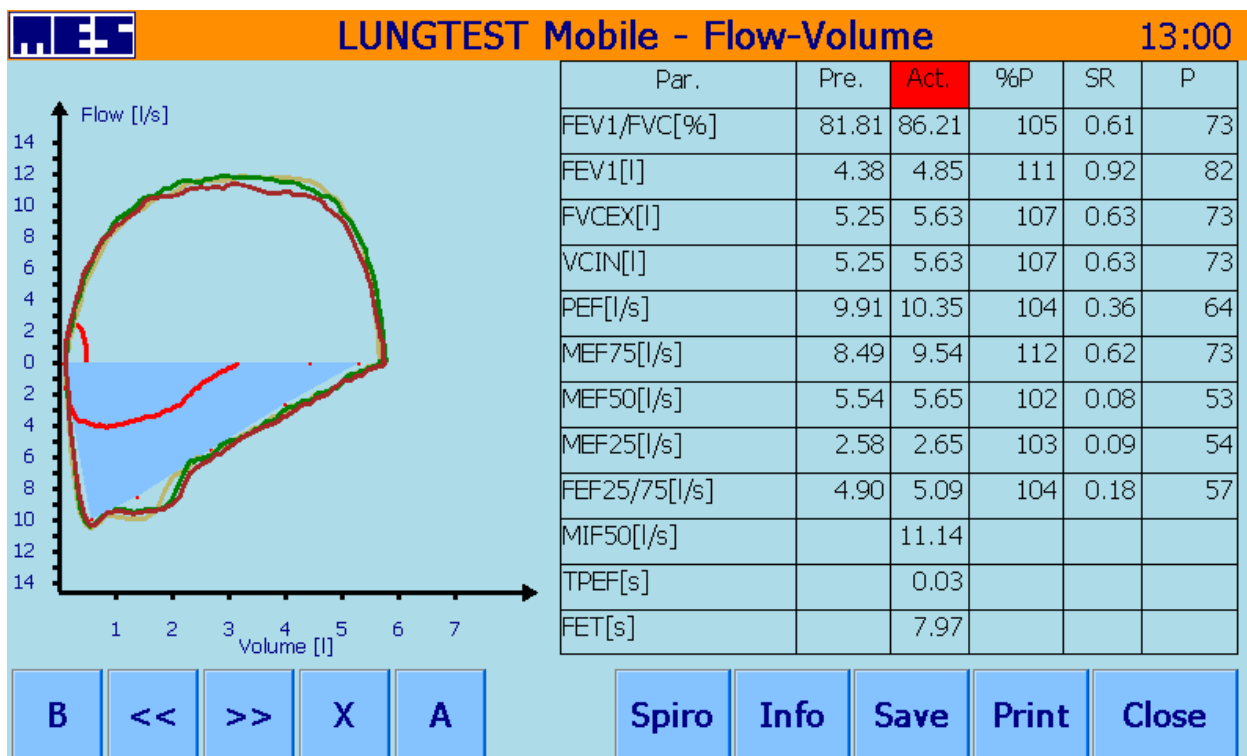 MES LUNGTEST Mobile - Flow-Volume 13:00
Flow [l/s]
14
12
10
8
6
4
2
0
2
4
6
8
10
12
14
1 2 3 4 5 6 7
Volume [l]
Par. Pre. Act. %P SR P
FEV1/FVC[%] 81.81 86.21 105 0.61 73
FEV1[l] 4.38 4.85 111 0.92 82
FVCEX[l] 5.25 5.63 107 0.63 73
VCIN[l] 5.25 5.63 107 0.63 73
PEF[l/s] 9.91 10.35 104 0.36 64
MEF75[l/s] 8.49 9.54 112 0.62 73
MEF50[l/s] 5.54 5.65 102 0.08 53
MEF25[l/s] 2.58 2.65 103 0.09 54
FEF25/75[l/s] 4.90 5.09 104 0.18 57
MIF50[l/s] 11.14
TPEF[s] 0.03
FET[s] 7.97
B << >> X A Spiro Info Save Print Close